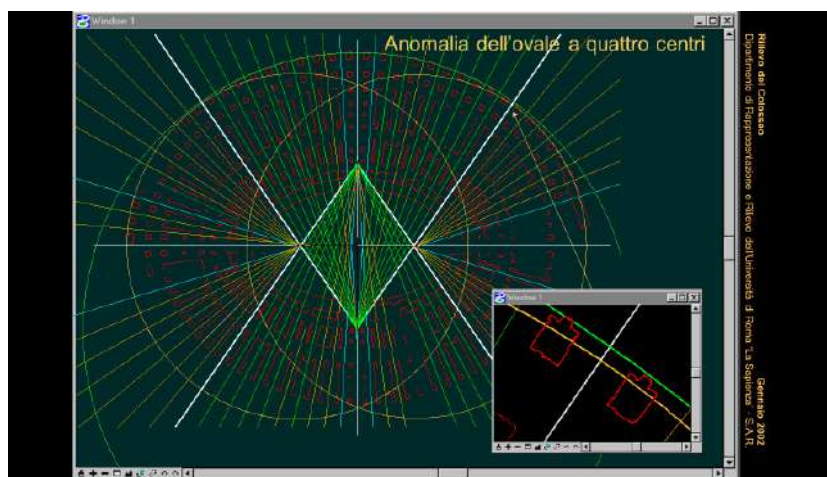 Window 1
Anomalia dell'ovale a quattro centri
Window 1
Rilievo del Colosseo
Gennaio 2002
Dipartimento di Rappresentazione e Rilievo dell'Università di Roma "La Sapienza" - S.A.R.